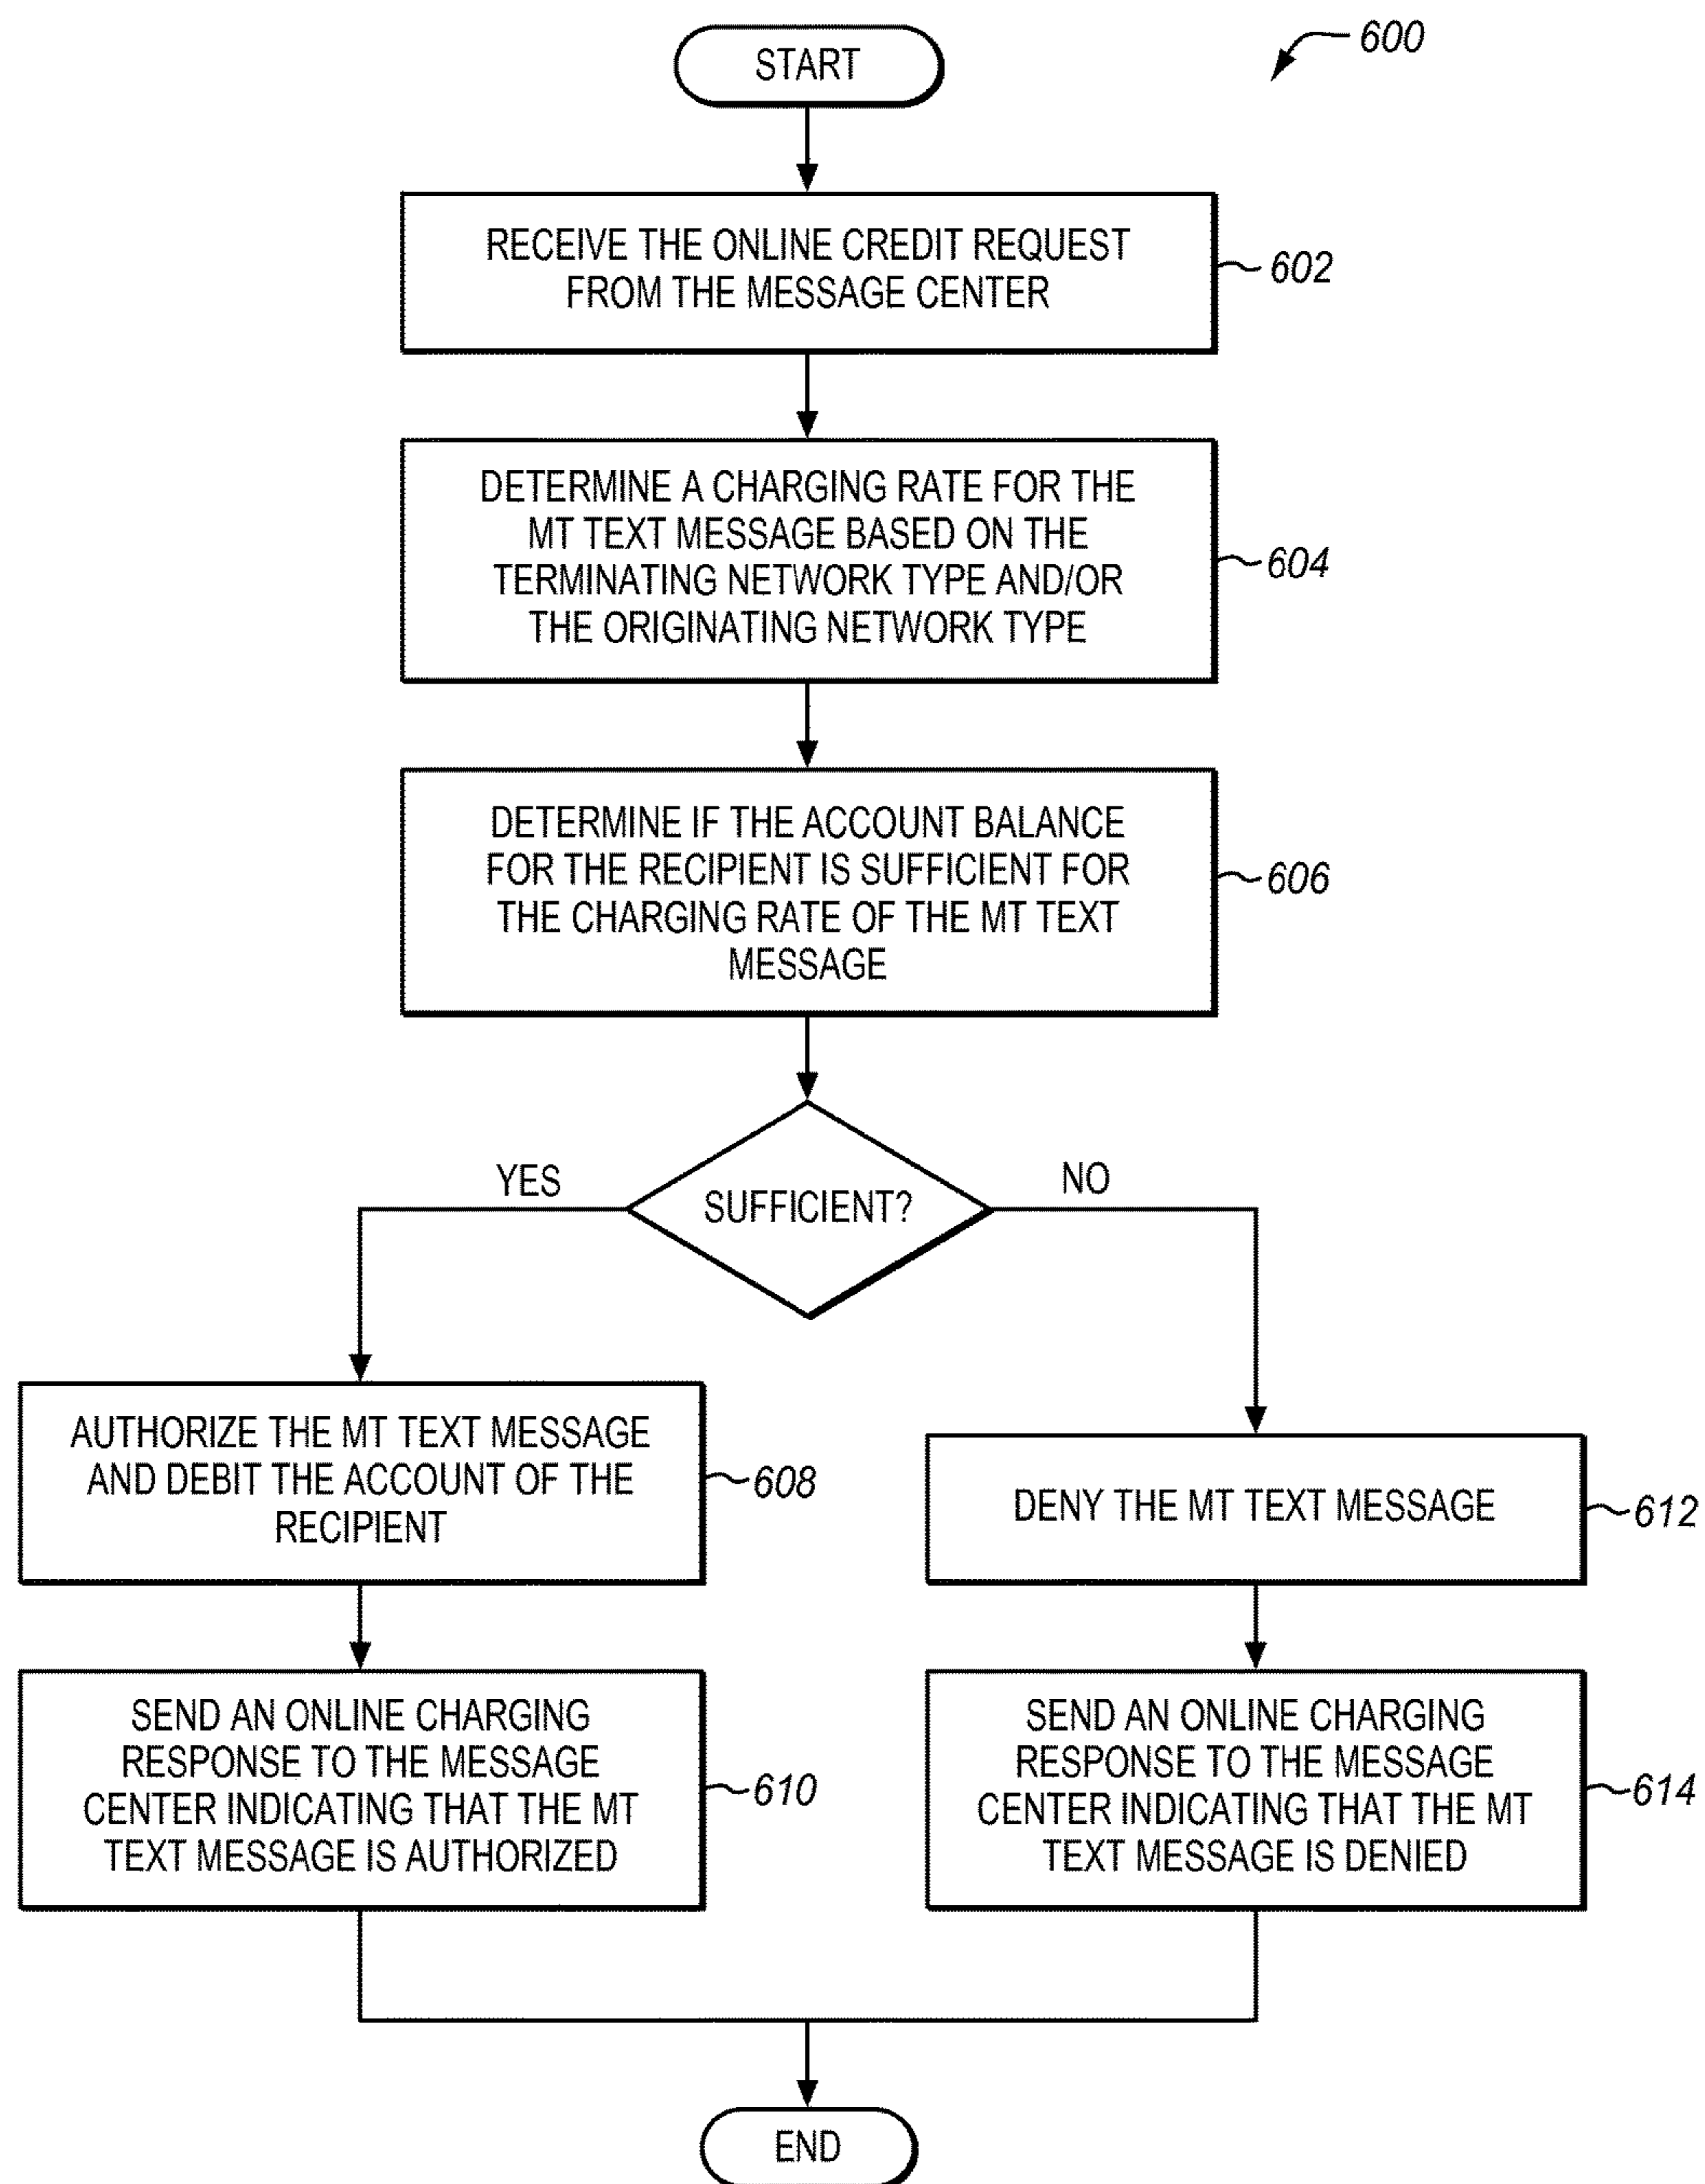 START
600
RECEIVE THE ONLINE CREDIT REQUEST
FROM THE MESSAGE CENTER
602
DETERMINE A CHARGING RATE FOR THE
MT TEXT MESSAGE BASED ON THE
TERMINATING NETWORK TYPE AND/OR
THE ORIGINATING NETWORK TYPE
604
DETERMINE IF THE ACCOUNT BALANCE
FOR THE RECIPIENT IS SUFFICIENT FOR
THE CHARGING RATE OF THE MT TEXT
MESSAGE
606
SUFFICIENT?
YES
NO
AUTHORIZE THE MT TEXT MESSAGE
AND DEBIT THE ACCOUNT OF THE
RECIPIENT
608
DENY THE MT TEXT MESSAGE
612
SEND AN ONLINE CHARGING
RESPONSE TO THE MESSAGE
CENTER INDICATING THAT THE MT
TEXT MESSAGE IS AUTHORIZED
610
SEND AN ONLINE CHARGING
RESPONSE TO THE MESSAGE
CENTER INDICATING THAT THE MT
TEXT MESSAGE IS DENIED
614
END